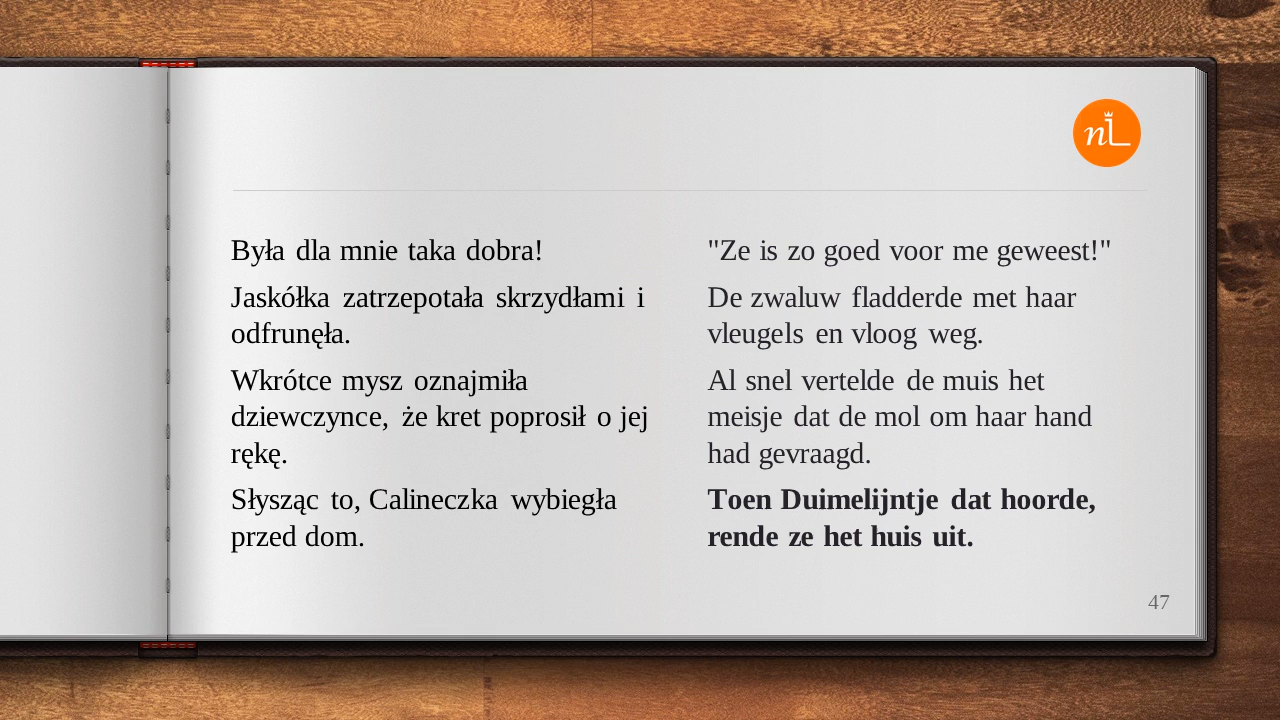 nL
Była dla mnie taka dobra!
Jaskółka zatrzepotała skrzydłami i
odfrunęła.
Wkrótce mysz oznajmiła
dziewczynce, że kret poprosił o jej
rękę.
Słysząc to, Calineczka wybiegła
przed dom.
"Ze is zo goed voor me geweest!"
De zwaluw fladderde met haar
vleugels en vloog weg.
Al snel vertelde de muis het
meisje dat de mol om haar hand
had gevraagd.
Toen Duimelijntje dat hoorde,
rende ze het huis uit.
47